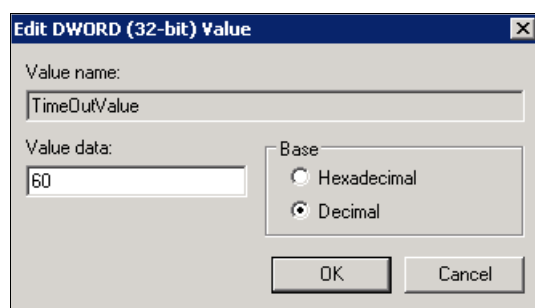 Edit DWORD (32-bit) Value
Value name:
TimeOutValue
Value data:
60
Base
Hexadecimal
Decimal
OK
Cancel